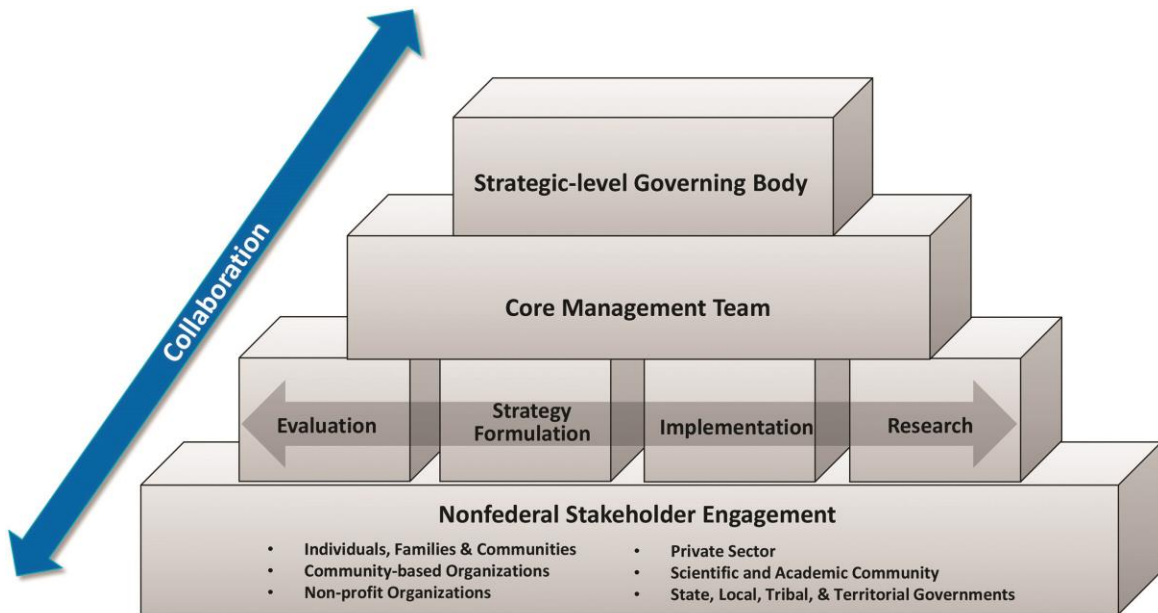 Collaboration
Strategic-level Governing Body
Core Management Team
Evaluation
Strategy
Formulation
Implementation
Research
Nonfederal Stakeholder Engagement
• Individuals, Families & Communities
• Community-based Organizations
• Non-profit Organizations
• Private Sector
• Scientific and Academic Community
• State, Local, Tribal, & Territorial Governments